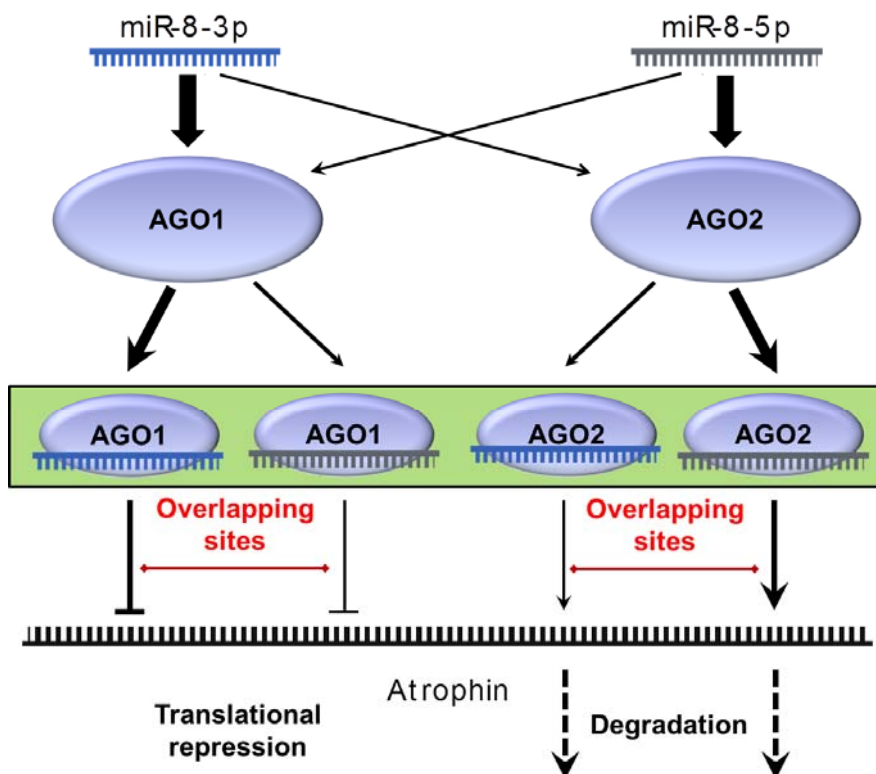 miR-8-3p
miR-8-5p
AGO1
AGO2
AGO1
AGO1
AGO2
AGO2
Overlapping
sites
Overlapping
sites
Atrophin
Translational
repression
Degradation